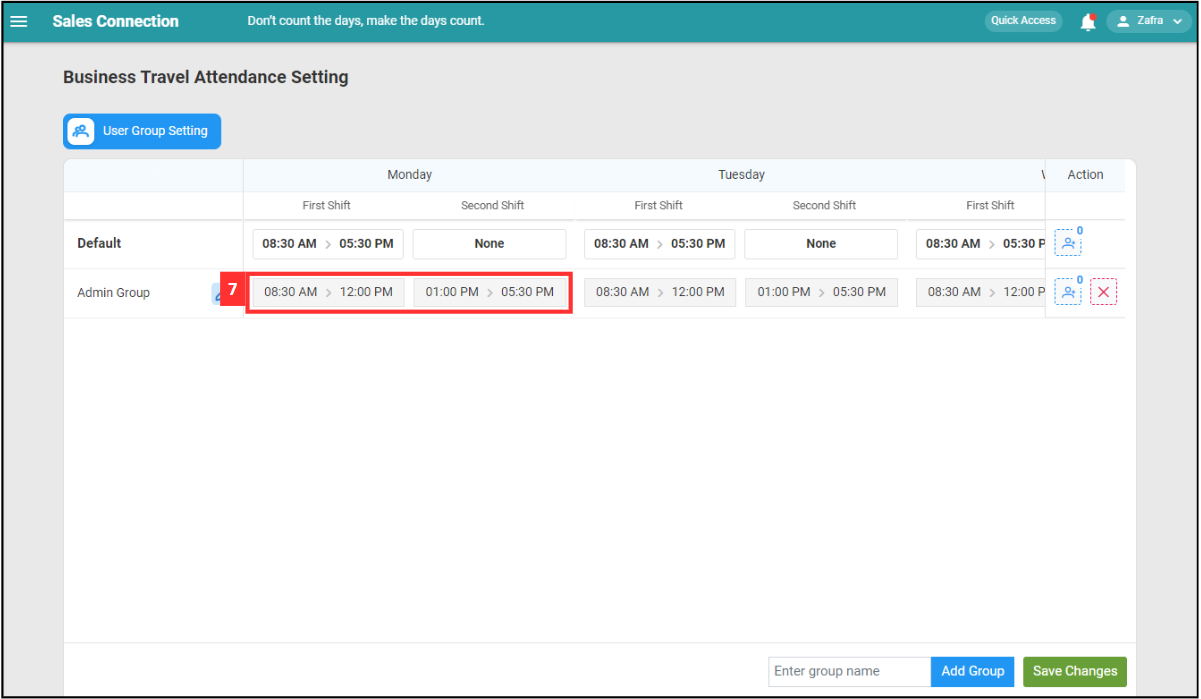 Sales Connection Don't count the days, make the days count. Quick Access Zafra
Business Travel Attendance Setting
User Group Setting
Monday Tuesday Action
First Shift Second Shift First Shift Second Shift First Shift
0
Default 08:30 AM > 05:30 PM None 08:30 AM > 05:30 PM None 08:30 AM > 05:30 P
0
Admin Group 7 08:30 AM > 12:00 PM 01:00 PM > 05:30 PM 08:30 AM > 12:00 PM 01:00 PM > 05:30 PM 08:30 AM > 12:00 P
Enter group name Add Group Save Changes